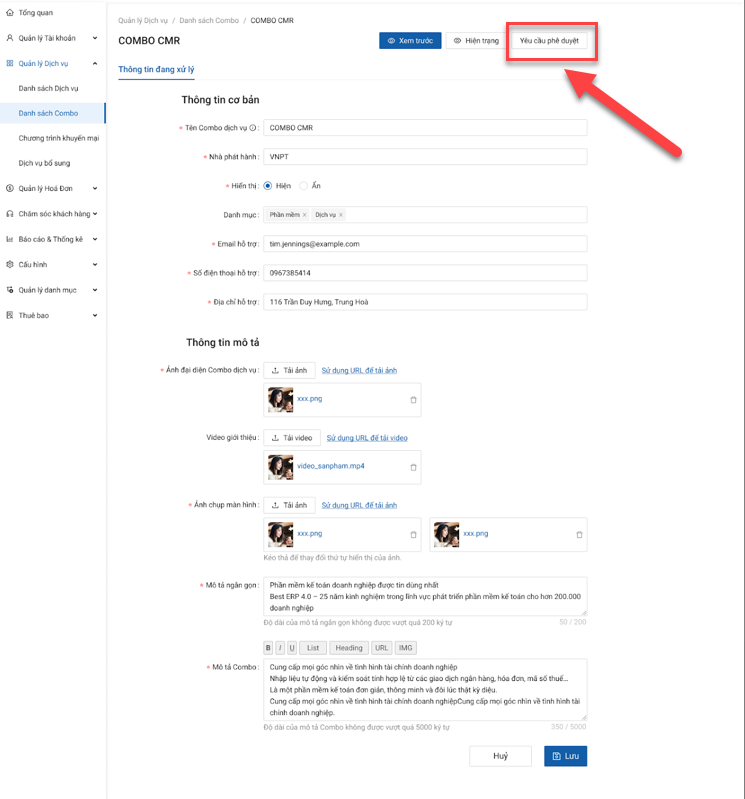 Tổng quan
Quản lý Tài khoản
Quản lý Dịch vụ
Danh sách Dịch vụ
Danh sách Combo
Chương trình khuyến mại
Dịch vụ bổ sung
Quản lý Hoá Đơn
Chăm sóc khách hàng
Báo cáo & Thống kê
Cấu hình
Quản lý danh mục
Thuê bao
Quản lý Dịch vụ / Danh sách Combo / COMBO CMR
COMBO CMR
Xem trước
Hiện trạng
Yêu cầu phê duyệt
Thông tin đang xử lý
Thông tin cơ bản
* Tên Combo dịch vụ : COMBO CMR
* Nhà phát hành : VNPT
* Hiển thị : Hiện Ẩn
Danh mục : Phần mềm × Dịch vụ ×
* Email hỗ trợ : tim.jennings@example.com
* Số điện thoại hỗ trợ : 0967385414
* Địa chỉ hỗ trợ : 116 Trần Duy Hưng, Trung Hoà
Thông tin mô tả
* Ảnh đại diện Combo dịch vụ : Tải ảnh Sử dụng URL để tải ảnh
xxx.png
Video giới thiệu : Tải video Sử dụng URL để tải video
video_sanpham.mp4
* Ảnh chụp màn hình : Tải ảnh Sử dụng URL để tải ảnh
xxx.png xxx.png
Kéo thả để thay đổi thứ tự hiển thị của ảnh.
* Mô tả ngắn gọn : Phần mềm kế toán doanh nghiệp được tin dùng nhất
Best ERP 4.0 – 25 năm kinh nghiệm trong lĩnh vực phát triển phần mềm kế toán cho hơn 200.000
doanh nghiệp
Độ dài của mô tả ngắn gọn không được vượt quá 200 ký tự 50 / 200
B I U List Heading URL IMG
* Mô tả Combo : Cung cấp mọi góc nhìn về tình hình tài chính doanh nghiệp
Nhập liệu tự động và kiểm soát tính hợp lệ từ các giao dịch ngân hàng, hóa đơn, mã số thuế...
Là một phần mềm kế toán đơn giản, thông minh và đôi lúc thật kỳ diệu.
Cung cấp mọi góc nhìn về tình hình tài chính doanh nghiệpCung cấp mọi góc nhìn về tình hình tài
chính doanh nghiệp.
Độ dài của mô tả Combo không được vượt quá 5000 ký tự 350 / 5000
Huỷ
Lưu